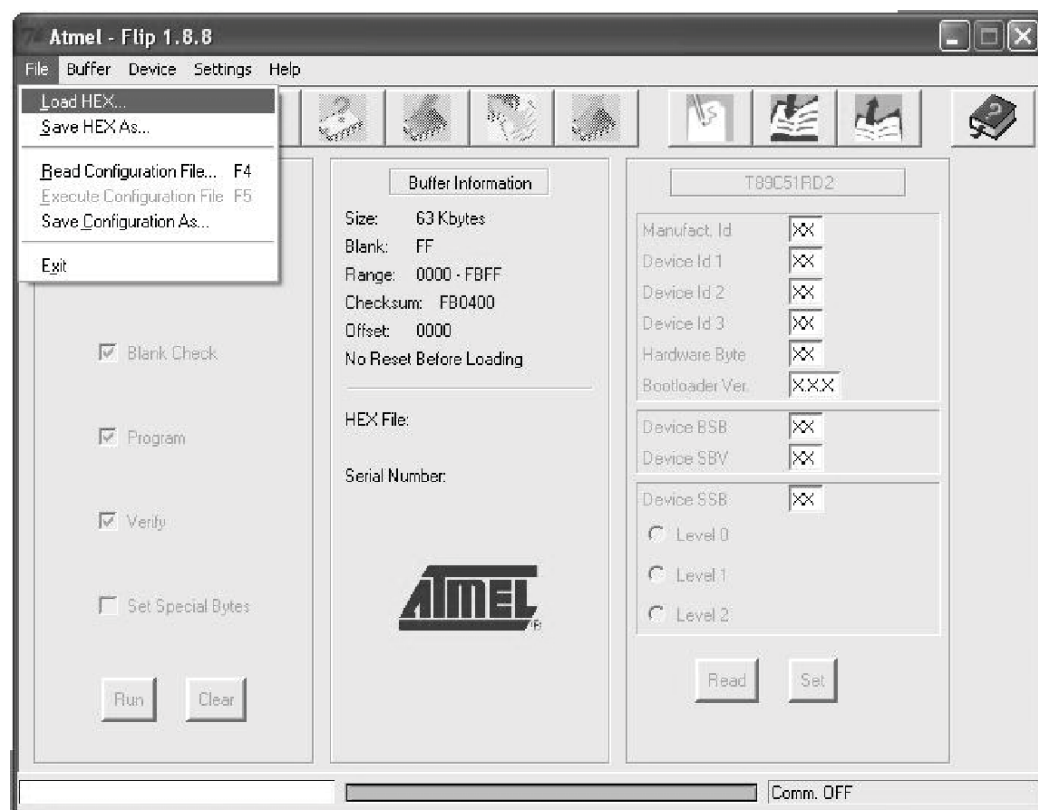 Atmel - Flip 1.8.8
File Buffer Device Settings Help
Load HEX...
Save HEX As...
Read Configuration File... F4
Execute Configuration File F5
Save Configuration As...
Exit
Blank Check
Program
Verify
Set Special Bytes
Run Clear
Buffer Information
Size: 63 Kbytes
Blank: FF
Range: 0000 - FBFF
Checksum: FB0400
Offset: 0000
No Reset Before Loading
HEX File:
Serial Number:
ATMEL ®
T89C51RD2
Manufact. Id XX
Device Id 1 XX
Device Id 2 XX
Device Id 3 XX
Hardware Byte XX
Bootloader Ver. X.X.X
Device BSB XX
Device SBV XX
Device SSB XX
Level 0
Level 1
Level 2
Read Set
Comm. OFF